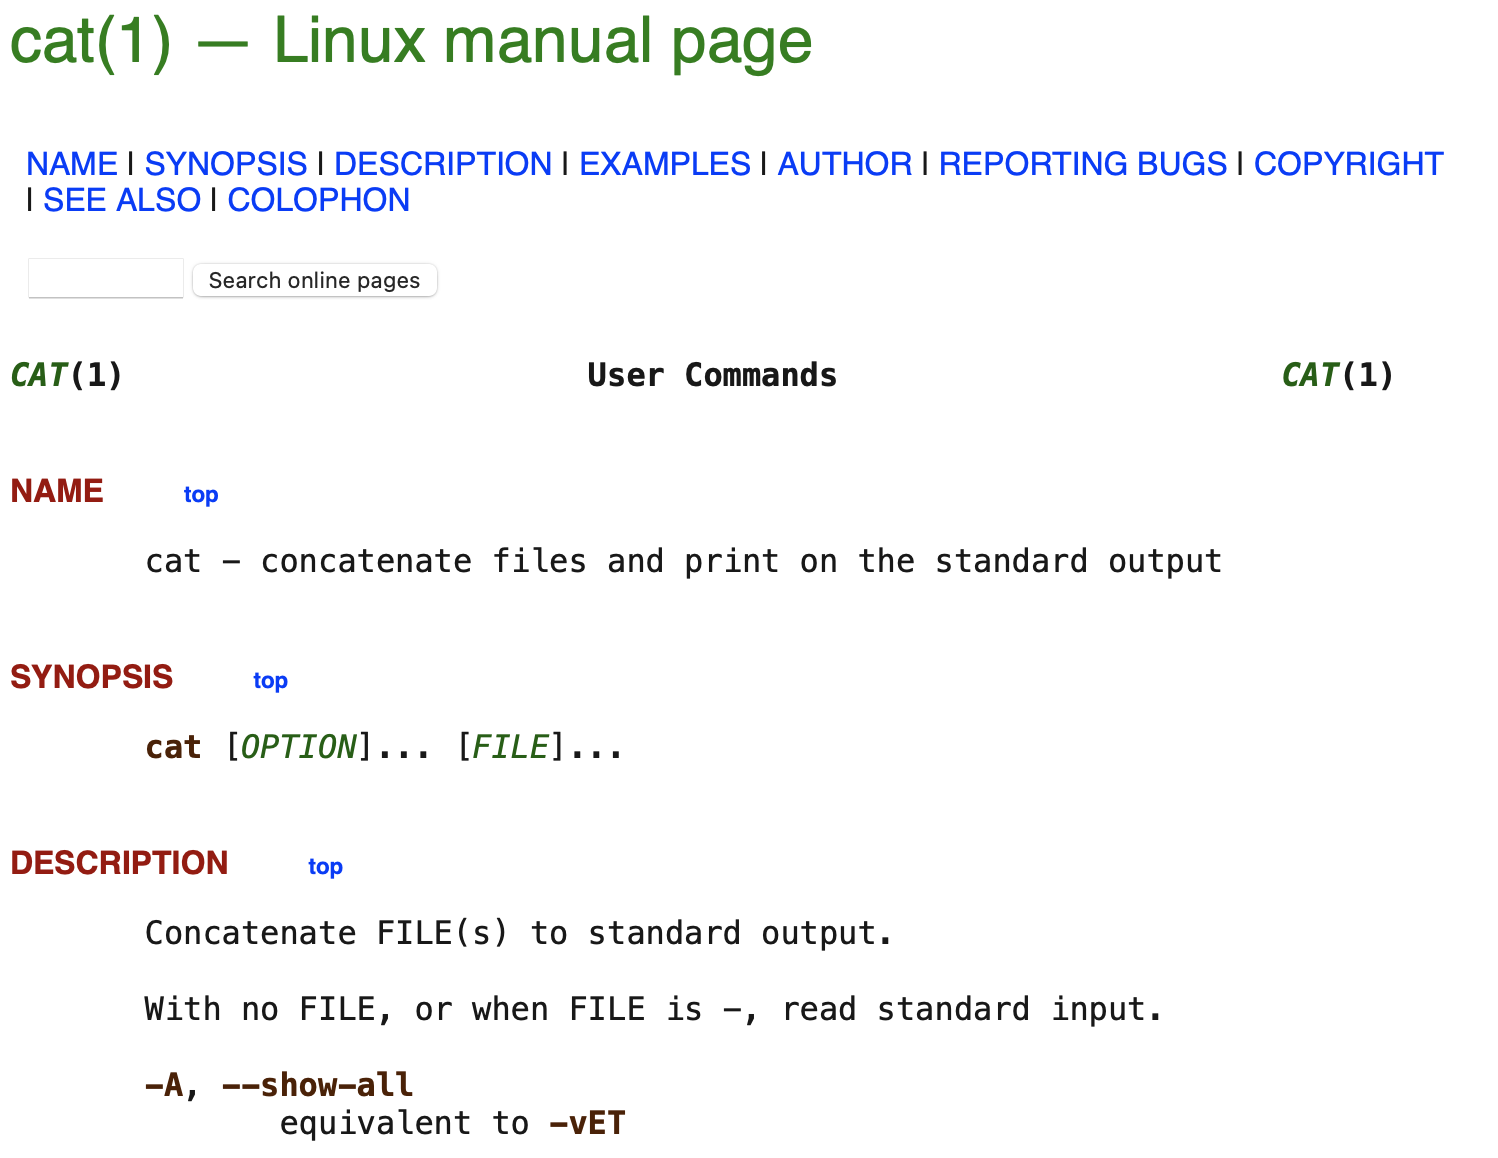 cat(1) — Linux manual page
NAME | SYNOPSIS | DESCRIPTION | EXAMPLES | AUTHOR | REPORTING BUGS | COPYRIGHT
| SEE ALSO | COLOPHON
Search online pages
CAT(1) User Commands CAT(1)
NAME top
cat - concatenate files and print on the standard output
SYNOPSIS top
cat [OPTION]... [FILE]...
DESCRIPTION top
Concatenate FILE(s) to standard output.
With no FILE, or when FILE is -, read standard input.
-A, --show-all
equivalent to -vET